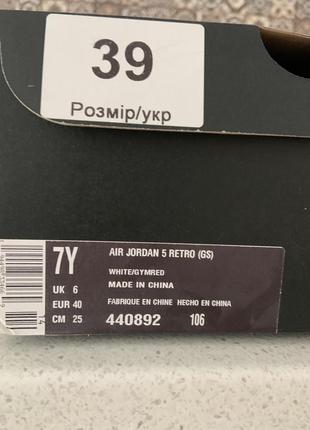 39
Розмір/укр
7Y
AIR JORDAN 5 RETRO (GS)
WHITE/GYMRED
MADE IN CHINA
UK 6
EUR 40
FABRIQUE EN CHINE HECHO EN CHINA
CM 25
440892 106
14